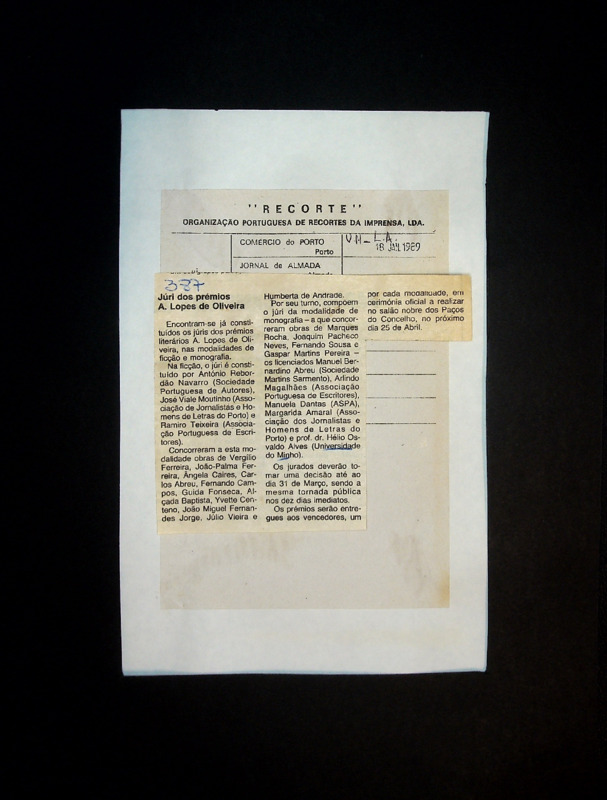 "RECORTE"
ORGANIZAÇÃO PORTUGUESA DE RECORTES DA IMPRENSA, LDA.
COMÉRCIO do PORTO
Porto
18 JAN. 1989
JORNAL de ALMADA
387
Júri dos prémios
A. Lopes de Oliveira
Encontram-se já consti-
tuídos os júris dos prémios
literários A. Lopes de Oli-
veira, nas modalidades de
ficção e monografia.
Na ficção, o júri é cons-
tituído por António Rebor-
dão Navarro (Sociedade
Portuguesa de Autores),
José Viale Moutinho (Asso-
ciação de Jornalistas e Ho-
mens de Letras do Porto) e
Ramiro Teixeira (Associa-
ção Portuguesa de Escri-
tores).
Concorreram a esta mo-
dalidade obras de Vergílio
Ferreira, João-Palma Fer-
reira, Ângela Caires, Car-
los Abreu, Fernando Cam-
pos, Guida Fonseca, Al-
çada Baptista, Yvette Cen-
teno, João Miguel Fernan-
des Jorge, Júlio Vieira e
Humberta de Andrade.
Por seu turno, compõem
o júri da modalidade de
monografia – a que concor-
reram obras de Marques
Rocha, Joaquim Pacheco
Neves, Fernando Sousa e
Gaspar Martins Pereira –
os licenciados Manuel Ber-
nardino Abreu (Sociedade
Martins Sarmento), Arlindo
Magalhães (Associação
Portuguesa de Escritores),
Manuela Dantas (ASPA),
Margarida Amaral (Asso-
ciação dos Jornalistas e
Homens de Letras do
Porto) e prof. dr. Hélio Os-
valdo Alves (Universidade
do Minho).
Os jurados deverão to-
mar uma decisão até ao
dia 31 de Março, sendo a
mesma tornada pública
nos dez dias imediatos.
Os prémios serão entre-
gues aos vencedores, um
por cada modalidade, em
cerimónia oficial a realizar
no salão nobre dos Paços
do Concelho, no próximo
dia 25 de Abril.